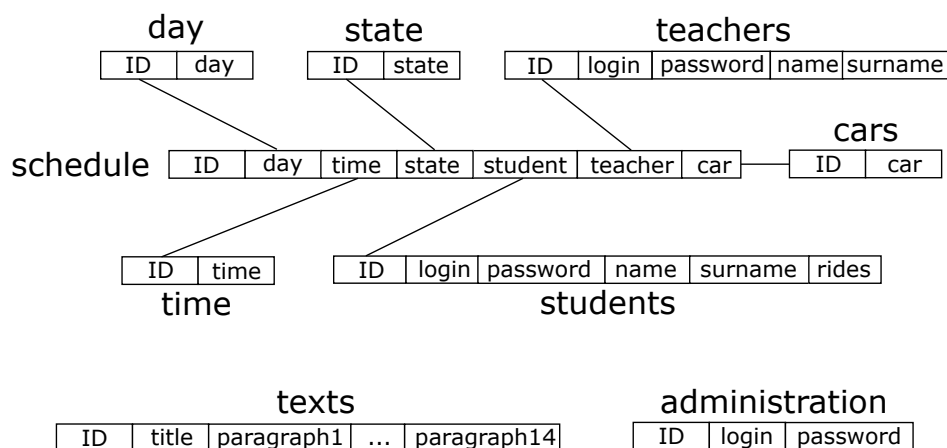 day state teachers
ID day ID state ID login password name surname
cars
schedule ID day time state student teacher car ID car
ID time ID login password name surname rides
time students
texts administration
ID title paragraph1 ... paragraph14 ID login password